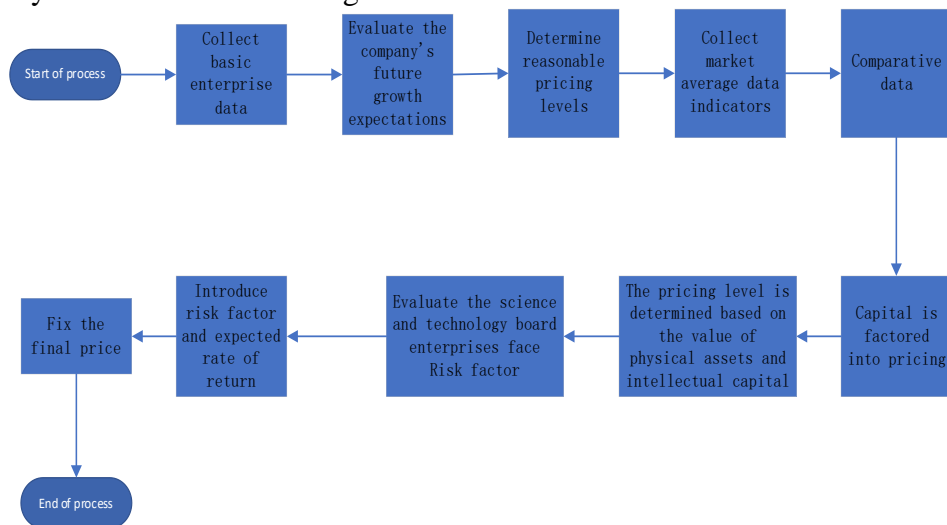 Start of process
Collect
basic
enterprise
data
Evaluate the
company's
future
growth
expectations
Determine
reasonable
pricing
levels
Collect
market
average data
indicators
Comparative
data
Capital is
factored
into pricing
The pricing level is
determined based on
the value of
physical assets and
intellectual capital
Evaluate the science
and technology board
enterprises face
Risk factor
Introduce
risk factor
and expected
rate of
return
Fix the
final price
End of process